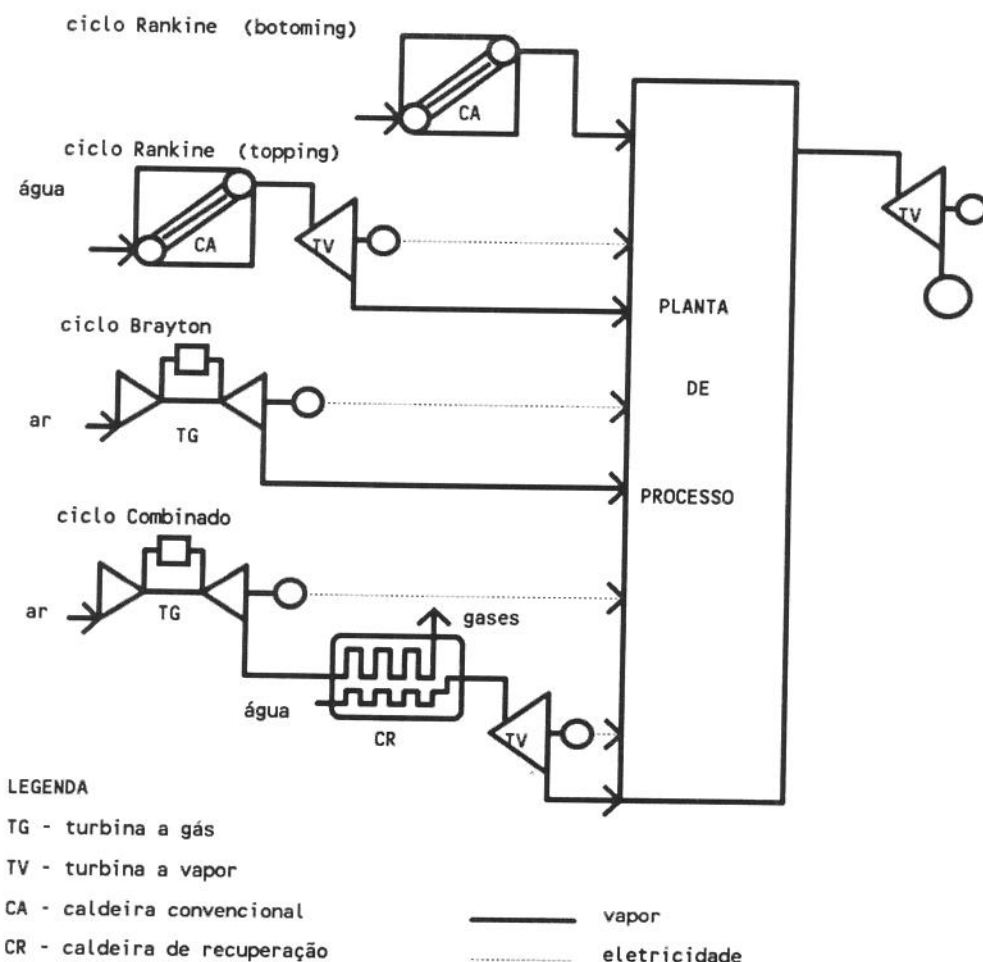 ciclo Rankine (botoming)
CA
ciclo Rankine (topping)
água
CA
TV
TV
ciclo Brayton
ar
TG
PLANTA
DE
PROCESSO
ciclo Combinado
ar
TG
gases
água
CR
TV
LEGENDA
TG - turbina a gás
TV - turbina a vapor
CA - caldeira convencional
CR - caldeira de recuperação
vapor
eletricidade